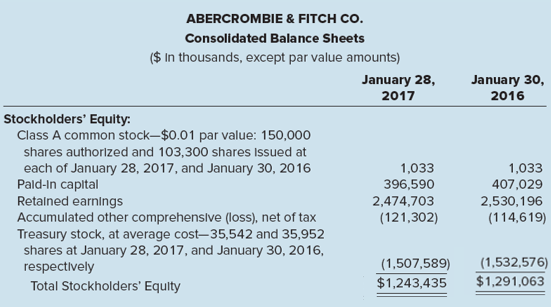 ABERCROMBIE & FITCH CO.
Consolidated Balance Sheets
($ in thousands, except par value amounts)
January 28, 2017 January 30, 2016
Stockholders' Equity:
Class A common stock—$0.01 par value: 150,000
shares authorized and 103,300 shares issued at
each of January 28, 2017, and January 30, 2016 1,033 1,033
Paid-in capital 396,590 407,029
Retained earnings 2,474,703 2,530,196
Accumulated other comprehensive (loss), net of tax (121,302) (114,619)
Treasury stock, at average cost—35,542 and 35,952
shares at January 28, 2017, and January 30, 2016,
respectively (1,507,589) (1,532,576)
Total Stockholders' Equity $1,243,435 $1,291,063